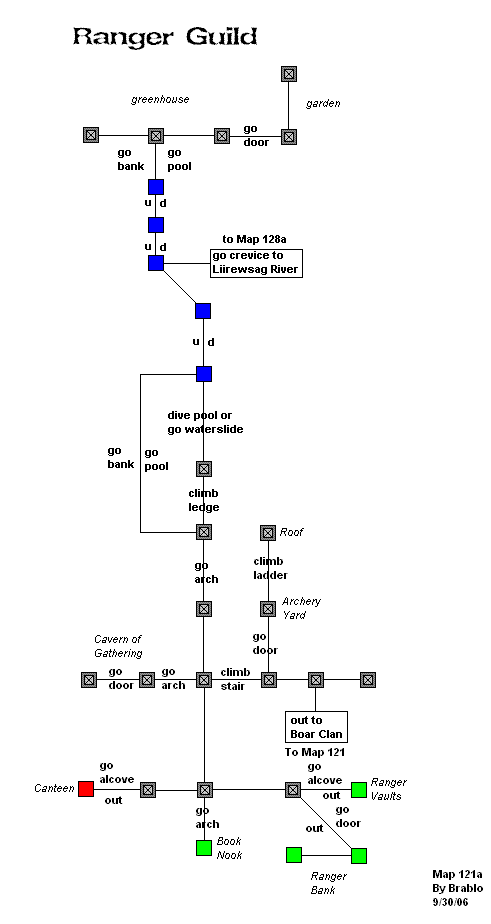 Ranger Guild
greenhouse
garden
go
door
go
bank
go
pool
u d
u d
to Map 128a
go crevice to
Liirewsag River
u d
dive pool or
go waterslide
go
bank
go
pool
climb
ledge
Roof
go
arch
climb
ladder
Archery
Yard
go
door
Cavern of
Gathering
go
door
go
arch
climb
stair
out to
Boar Clan
To Map 121
Canteen
go
alcove
out
go
alcove
out
Ranger
Vaults
go
arch
go
door
out
Book
Nook
Ranger
Bank
Map 121a
By Brablo
9/30/06